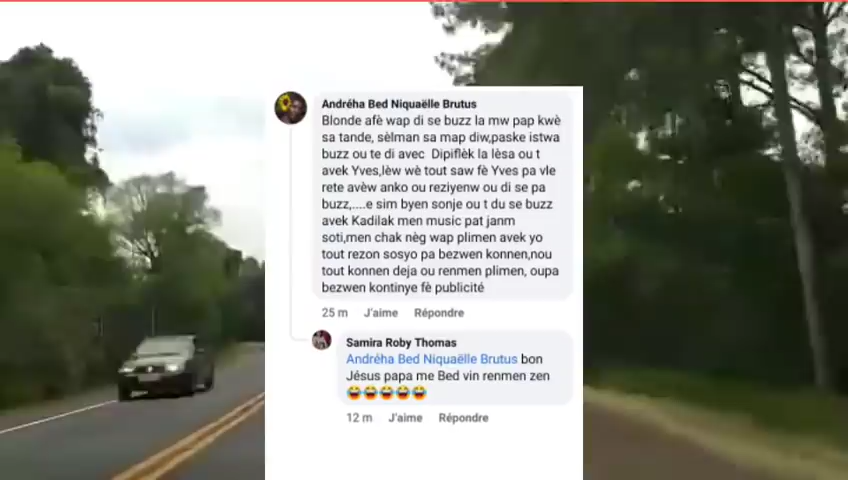 Andréha Bed Niquaëlle Brutus
Blonde afè wap di se buzz la mw pap kwè
sa tande, sèlman sa map diw,paske istwa
buzz ou te di avec  Dipiflèk la lèsa ou t
avek Yves,lèw wè tout saw fè Yves pa vle
rete avèw anko ou reziyenw ou di se pa
buzz,....e sim byen sonje ou t du se buzz
avek Kadilak men music pat janm
soti,men chak nèg wap plimen avek yo
tout rezon sosyo pa bezwen konnen,nou
tout konnen deja ou renmen plimen, oupa
bezwen kontinye fè publicité
25 m J'aime Répondre
Samira Roby Thomas
Andréha Bed Niquaëlle Brutus bon
Jésus papa me Bed vin renmen zen
😂😂😂😂😂
12 m J'aime Répondre